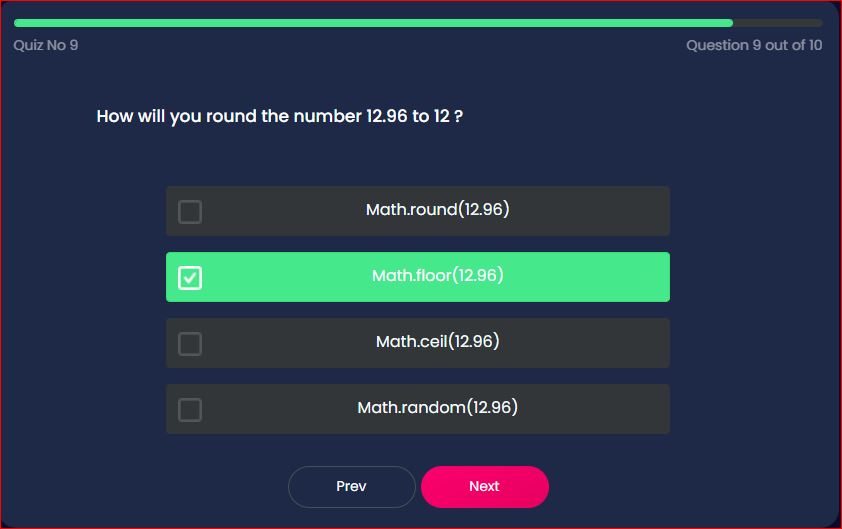 Quiz No 9
Question 9 out of 10
How will you round the number 12.96 to 12 ?
Math.round(12.96)
Math.floor(12.96)
Math.ceil(12.96)
Math.random(12.96)
Prev
Next